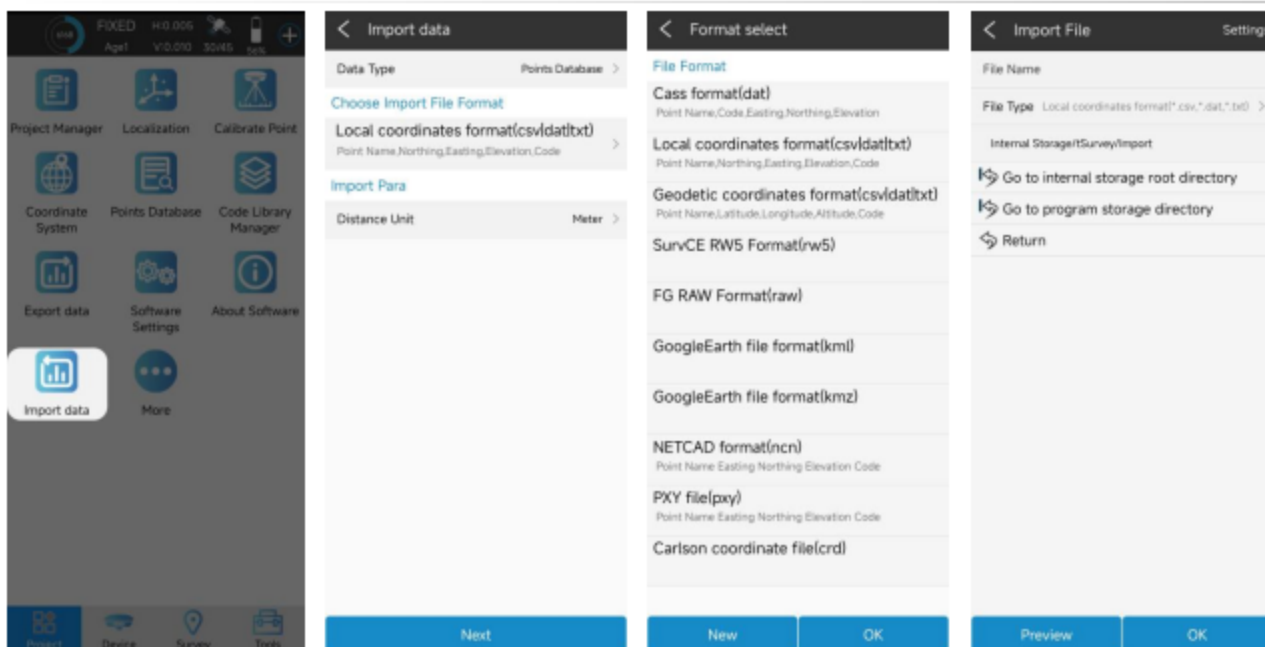 FIXED H:0.005
Age1 V:0.010 30/45 56%
Project Manager Localization Calibrate Point
Coordinate System Points Database Code Library Manager
Export data Software Settings About Software
Import data More
Project Device Survey Tools
Import data
Data Type Points Database
Choose Import File Format
Local coordinates format(csv|dat|txt)
Point Name,Northing,Easting,Elevation,Code
Import Para
Distance Unit Meter
Next
Format select
File Format
Cass format(dat)
Point Name,Code,Easting,Northing,Elevation
Local coordinates format(csv|dat|txt)
Point Name,Northing,Easting,Elevation,Code
Geodetic coordinates format(csv|dat|txt)
Point Name,Latitude,Longitude,Altitude,Code
SurvCE RW5 Format(rw5)
FG RAW Format(raw)
GoogleEarth file format(kml)
GoogleEarth file format(kmz)
NETCAD format(ncn)
Point Name Easting Northing Elevation Code
PXY file(pxy)
Point Name Easting Northing Elevation Code
Carlson coordinate file(crd)
New OK
Import File Setting
File Name
File Type Local coordinates format(*.csv,*.dat,*.txt)
Internal Storage/tSurvey/Import
Go to internal storage root directory
Go to program storage directory
Return
Preview OK